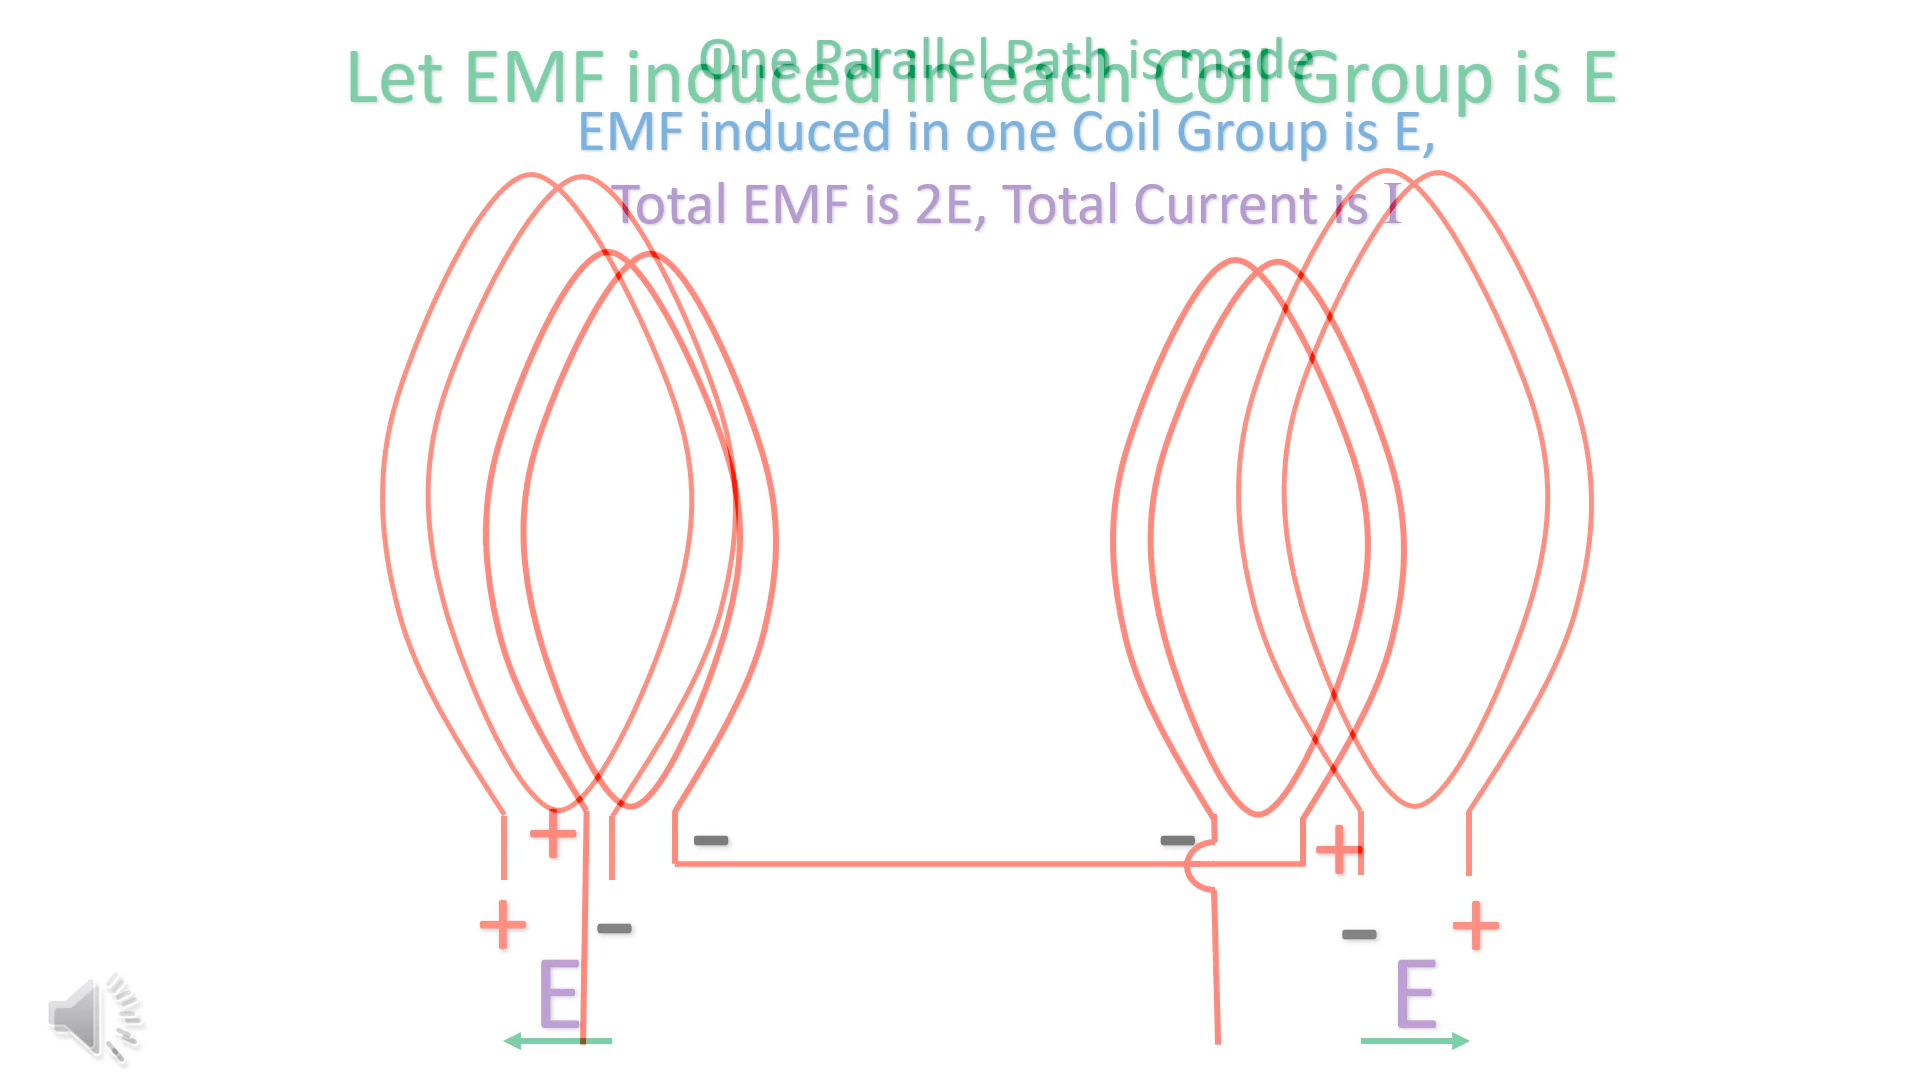 One Parallel Path is made
Let EMF induced in each Coil Group is E
EMF induced in one Coil Group is E,
Total EMF is 2E, Total Current is I
+ − − +
+ − − +
E E